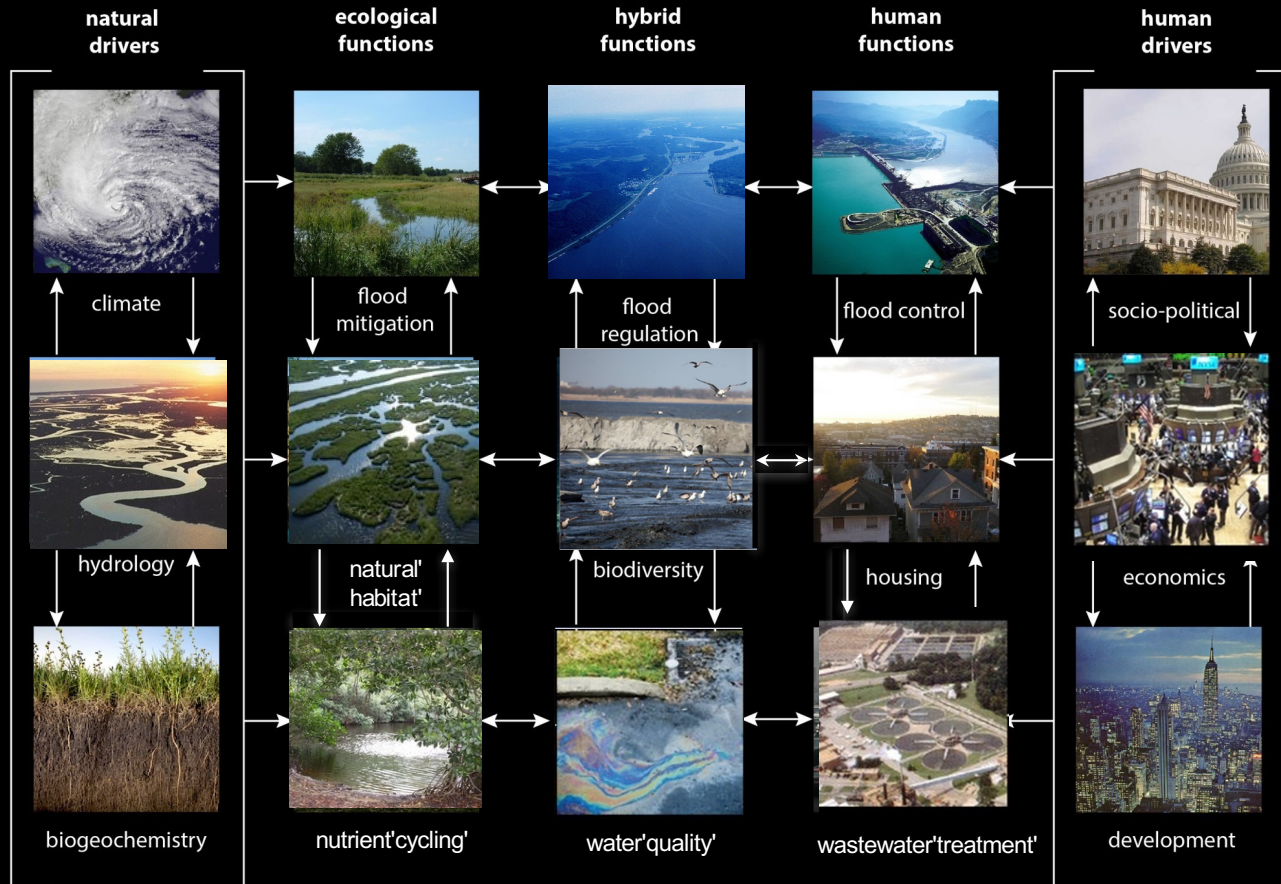 natural
drivers
ecological
functions
hybrid
functions
human
functions
human
drivers
climate
flood
mitigation
flood
regulation
flood control
socio-political
hydrology
natural'
habitat'
biodiversity
housing
economics
biogeochemistry
nutrient'cycling'
water'quality'
wastewater'treatment'
development